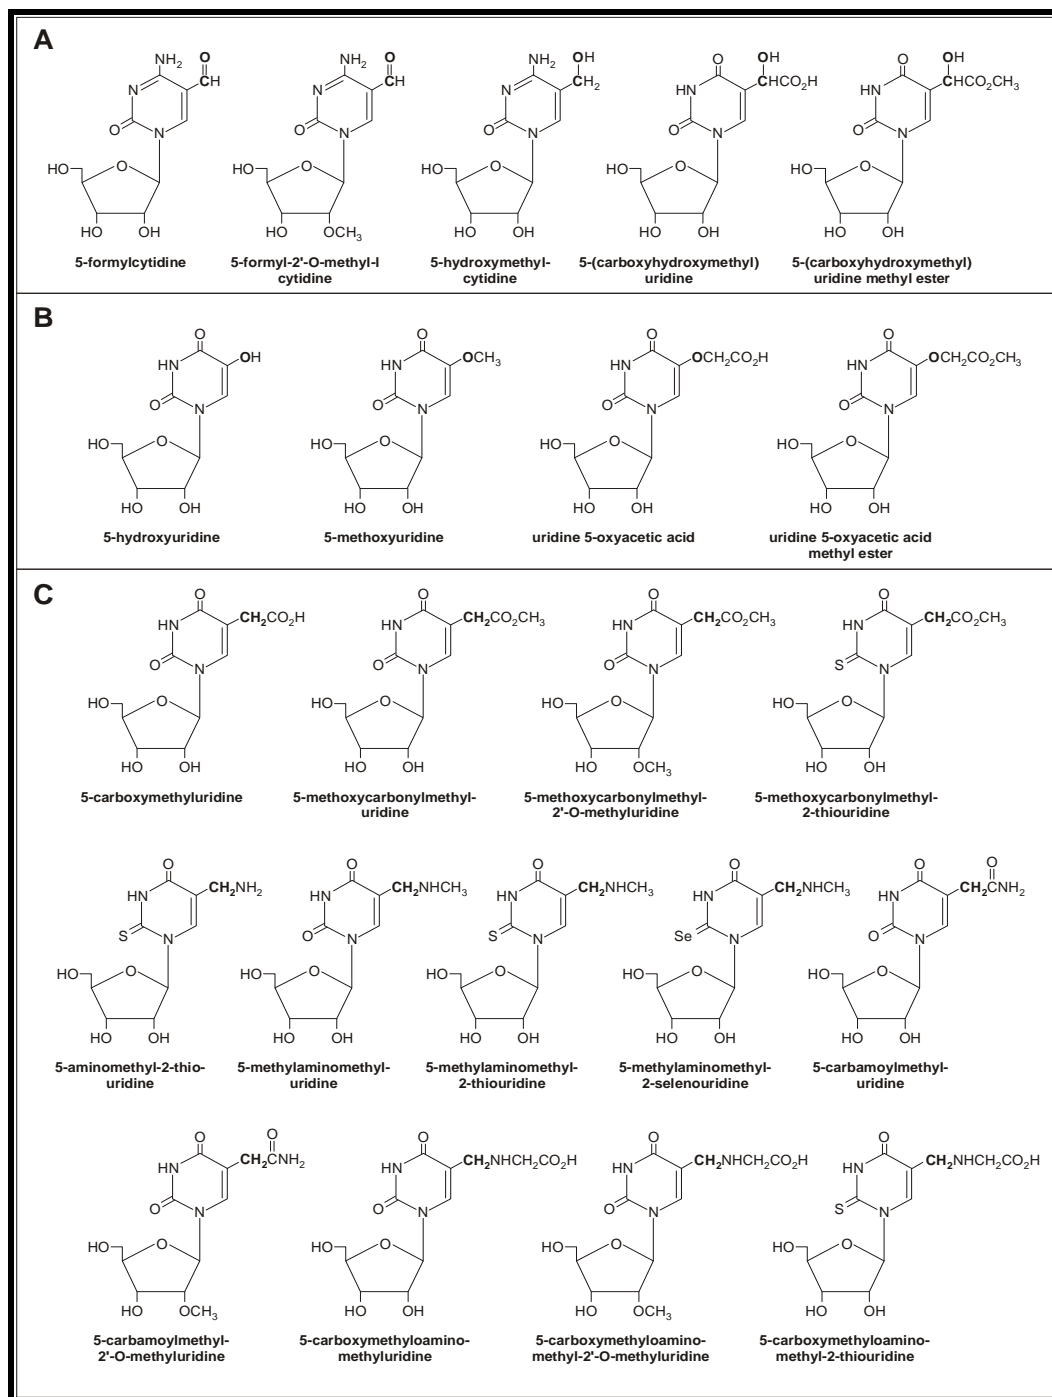 A
NH₂ O NH₂ O NH₂ OH O OH O OH
N CH N CH N CH₂ HN CHCO₂H HN CHCO₂CH₃
O N O N O N O N O N
HO O HO O HO O HO O HO O
HO OH HO OCH₃ HO OH HO OH HO OH
5-formylcytidine 5-formyl-2'-O-methyl-l 5-hydroxymethyl- 5-(carboxyhydroxymethyl) 5-(carboxyhydroxymethyl)
cytidine cytidine uridine uridine methyl ester
B
O O O O
HN OH HN OCH₃ HN OCH₂CO₂H HN OCH₂CO₂CH₃
O N O N O N O N
HO O HO O HO O HO O
HO OH HO OH HO OH HO OH
5-hydroxyuridine 5-methoxyuridine uridine 5-oxyacetic acid uridine 5-oxyacetic acid
methyl ester
C
O O O O
HN CH₂CO₂H HN CH₂CO₂CH₃ HN CH₂CO₂CH₃ HN CH₂CO₂CH₃
O N O N O N S N
HO O HO O HO O HO O
HO OH HO OH HO OCH₃ HO OH
5-carboxymethyluridine 5-methoxycarbonylmethyl- 5-methoxycarbonylmethyl- 5-methoxycarbonylmethyl-
uridine 2'-O-methyluridine 2-thiouridine
O O O O O O
HN CH₂NH₂ HN CH₂NHCH₃ HN CH₂NHCH₃ HN CH₂NHCH₃ HN CH₂CNH₂
S N O N S N Se N O N
HO O HO O HO O HO O HO O
HO OH HO OH HO OH HO OH HO OH
5-aminomethyl-2-thio- 5-methylaminomethyl- 5-methylaminomethyl- 5-methylaminomethyl- 5-carbamoylmethyl-
uridine uridine 2-thiouridine 2-selenouridine uridine
O O O O O
HN CH₂CNH₂ HN CH₂NHCH₂CO₂H HN CH₂NHCH₂CO₂H HN CH₂NHCH₂CO₂H
O N O N O N S N
HO O HO O HO O HO O
HO OCH₃ HO OH HO OCH₃ HO OH
5-carbamoylmethyl- 5-carboxymethyloamino- 5-carboxymethyloamino- 5-carboxymethyloamino-
2'-O-methyluridine methyluridine methyl-2'-O-methyluridine methyl-2-thiouridine